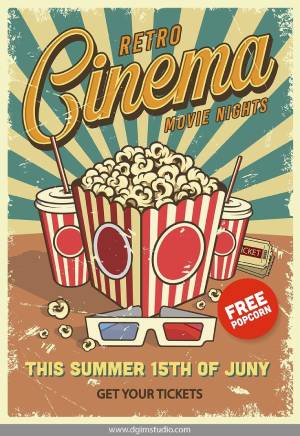 RETRO
Cinema
MOVIE NIGHTS
TICKET
FREE
POPCORN
THIS SUMMER 15TH OF JUNY
GET YOUR TICKETS
www.dgimstudio.com